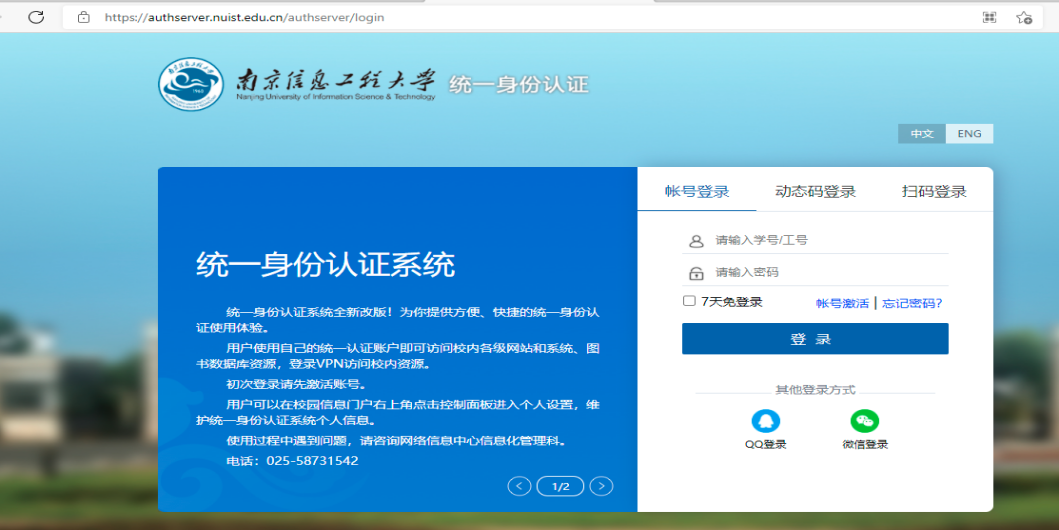 https://authserver.nuist.edu.cn/authserver/login
南京信息工程大学 统一身份认证
Nanjing University of Information Science & Technology
中文 ENG
统一身份认证系统
统一身份认证系统全新改版！为你提供方便、快捷的统一身份认
证使用体验。
用户使用自己的统一认证账户即可访问校内各级网站和系统、图
书数据库资源，登录VPN访问校内资源。
初次登录请先激活账号。
用户可以在校园信息门户右上角点击控制面板进入个人设置，维
护统一身份认证系统个人信息。
使用过程中遇到问题，请咨询网络信息中心信息化管理科。
电话：025-58731542
< 1/2 >
帐号登录 动态码登录 扫码登录
请输入学号/工号
请输入密码
7天免登录 帐号激活 | 忘记密码?
登 录
其他登录方式
QQ登录 微信登录